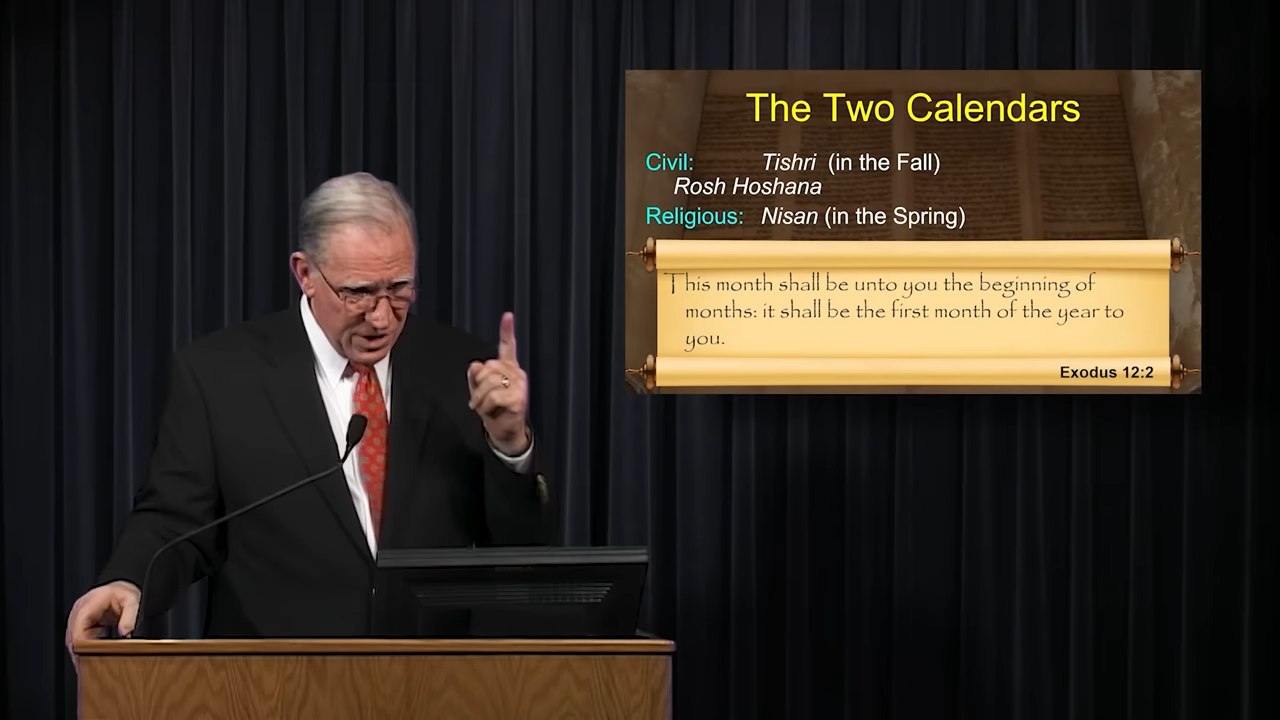 The Two Calendars
Civil: Tishri (in the Fall)
Rosh Hoshana
Religious: Nisan (in the Spring)
This month shall be unto you the beginning of
months: it shall be the first month of the year to
you.
Exodus 12:2